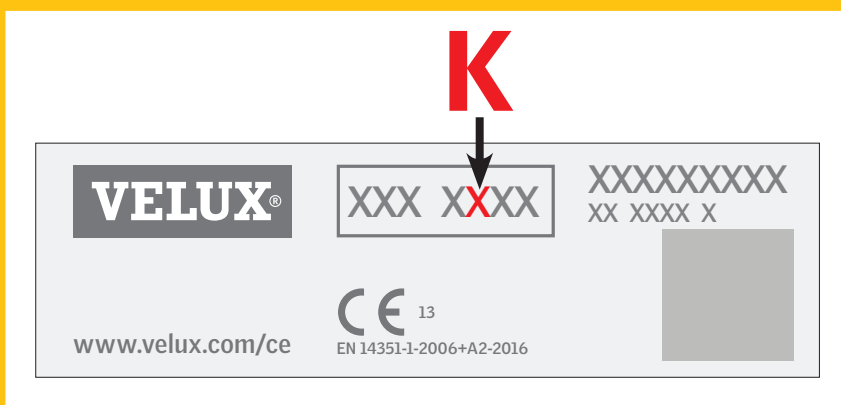 K
VELUX®
XXX XXXX
XXXXXXXXX
XX XXXX X
CE 13
www.velux.com/ce
EN 14351-1-2006+A2-2016